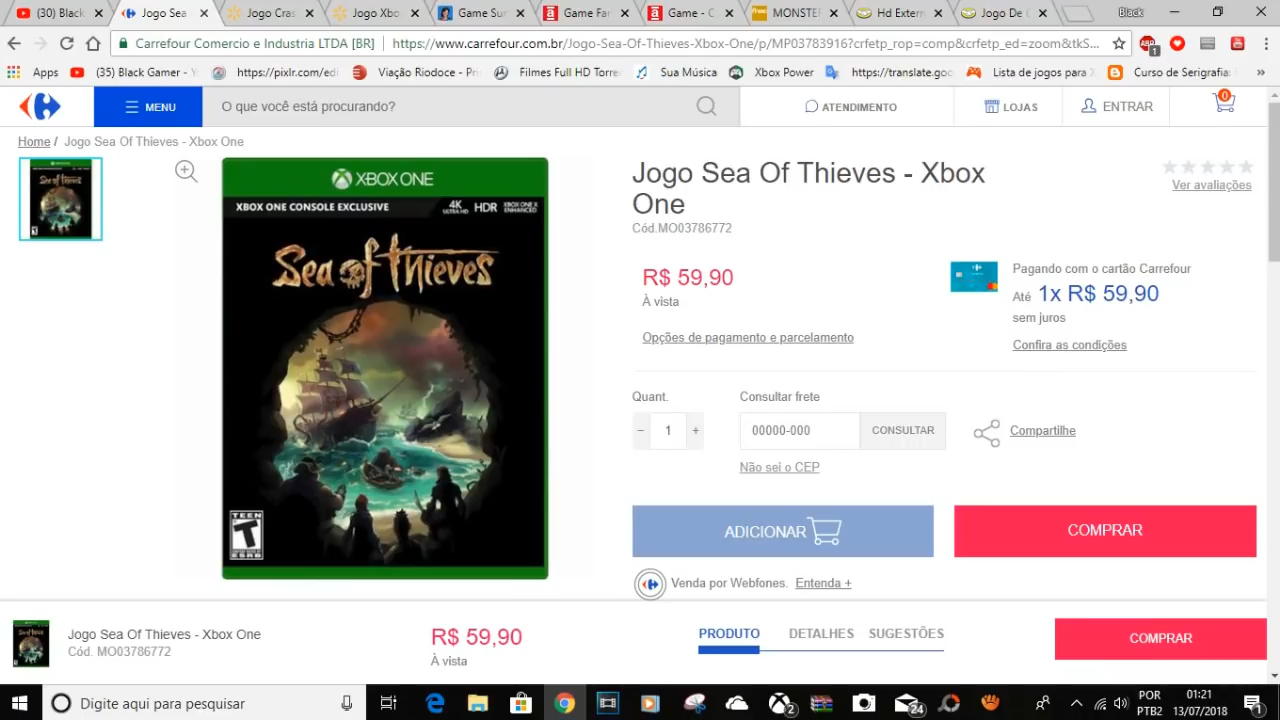 (30) Black
Jogo Sea
Jogo Cras
Jogo Xbo
Game Sur
Game Far
Game - C
MONSTER
Hd Extern
Jogo De
Black
Carrefour Comercio e Industria LTDA [BR]
https://www.carrefour.com.br/Jogo-Sea-Of-Thieves-Xbox-One/p/MP03783916?crfetp_rop=comp&crfetp_ed=zoom&tkS...
Apps
(35) Black Gamer - Y
https://pixlr.com/edi
Viação Riodoce - Pr
Filmes Full HD Torre
Sua Música
Xbox Power
https://translate.goo
Lista de jogos para X
Curso de Serigrafia:
MENU
O que você está procurando?
ATENDIMENTO
LOJAS
ENTRAR
0
Home / Jogo Sea Of Thieves - Xbox One
XBOX ONE
XBOX ONE CONSOLE EXCLUSIVE
4K
ULTRA HD
HDR
XBOX ONE X
ENHANCED
Sea of Thieves
TEEN
T
ESRB
Jogo Sea Of Thieves - Xbox
One
Cód.MO03786772
Ver avaliações
R$ 59,90
À vista
Opções de pagamento e parcelamento
Pagando com o cartão Carrefour
Até 1x R$ 59,90
sem juros
Confira as condições
Quant.
Consultar frete
− 1 +
00000-000
CONSULTAR
Compartilhe
Não sei o CEP
ADICIONAR
COMPRAR
Venda por Webfones. Entenda +
Jogo Sea Of Thieves - Xbox One
Cód. MO03786772
R$ 59,90
À vista
PRODUTO
DETALHES
SUGESTÕES
COMPRAR
Digite aqui para pesquisar
2
24
POR
PTB2
01:21
13/07/2018
1